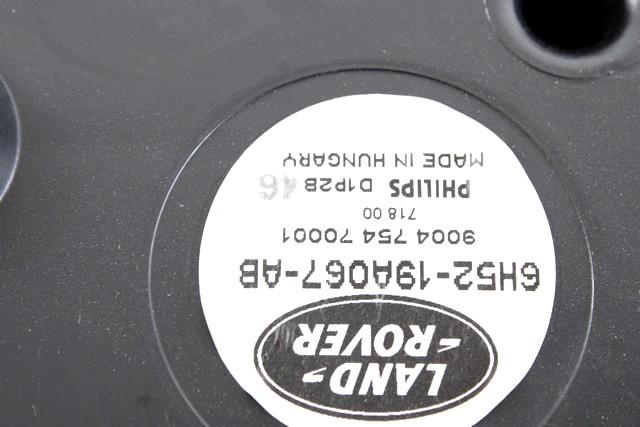 LAND-
-ROVER
6H52-19A067-AB
9004 754 70001
718 00
PHILIPS D1P2B 46
MADE IN HUNGARY